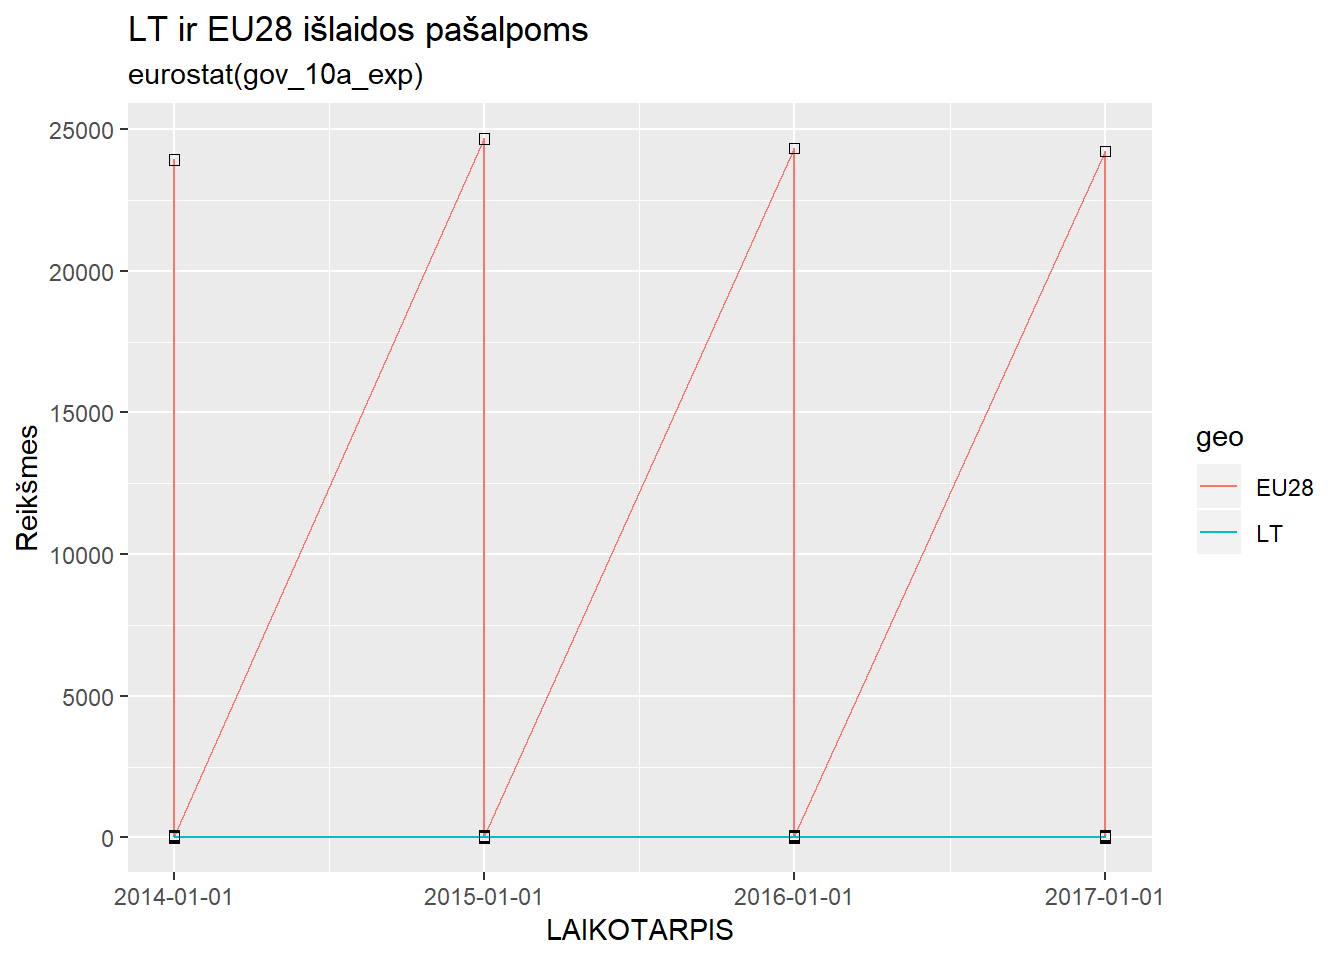 LT ir EU28 išlaidos pašalpoms
eurostat(gov_10a_exp)
25000
20000
15000
10000
5000
0
Reikšmes
2014-01-01
2015-01-01
2016-01-01
2017-01-01
LAIKOTARPIS
geo
EU28
LT